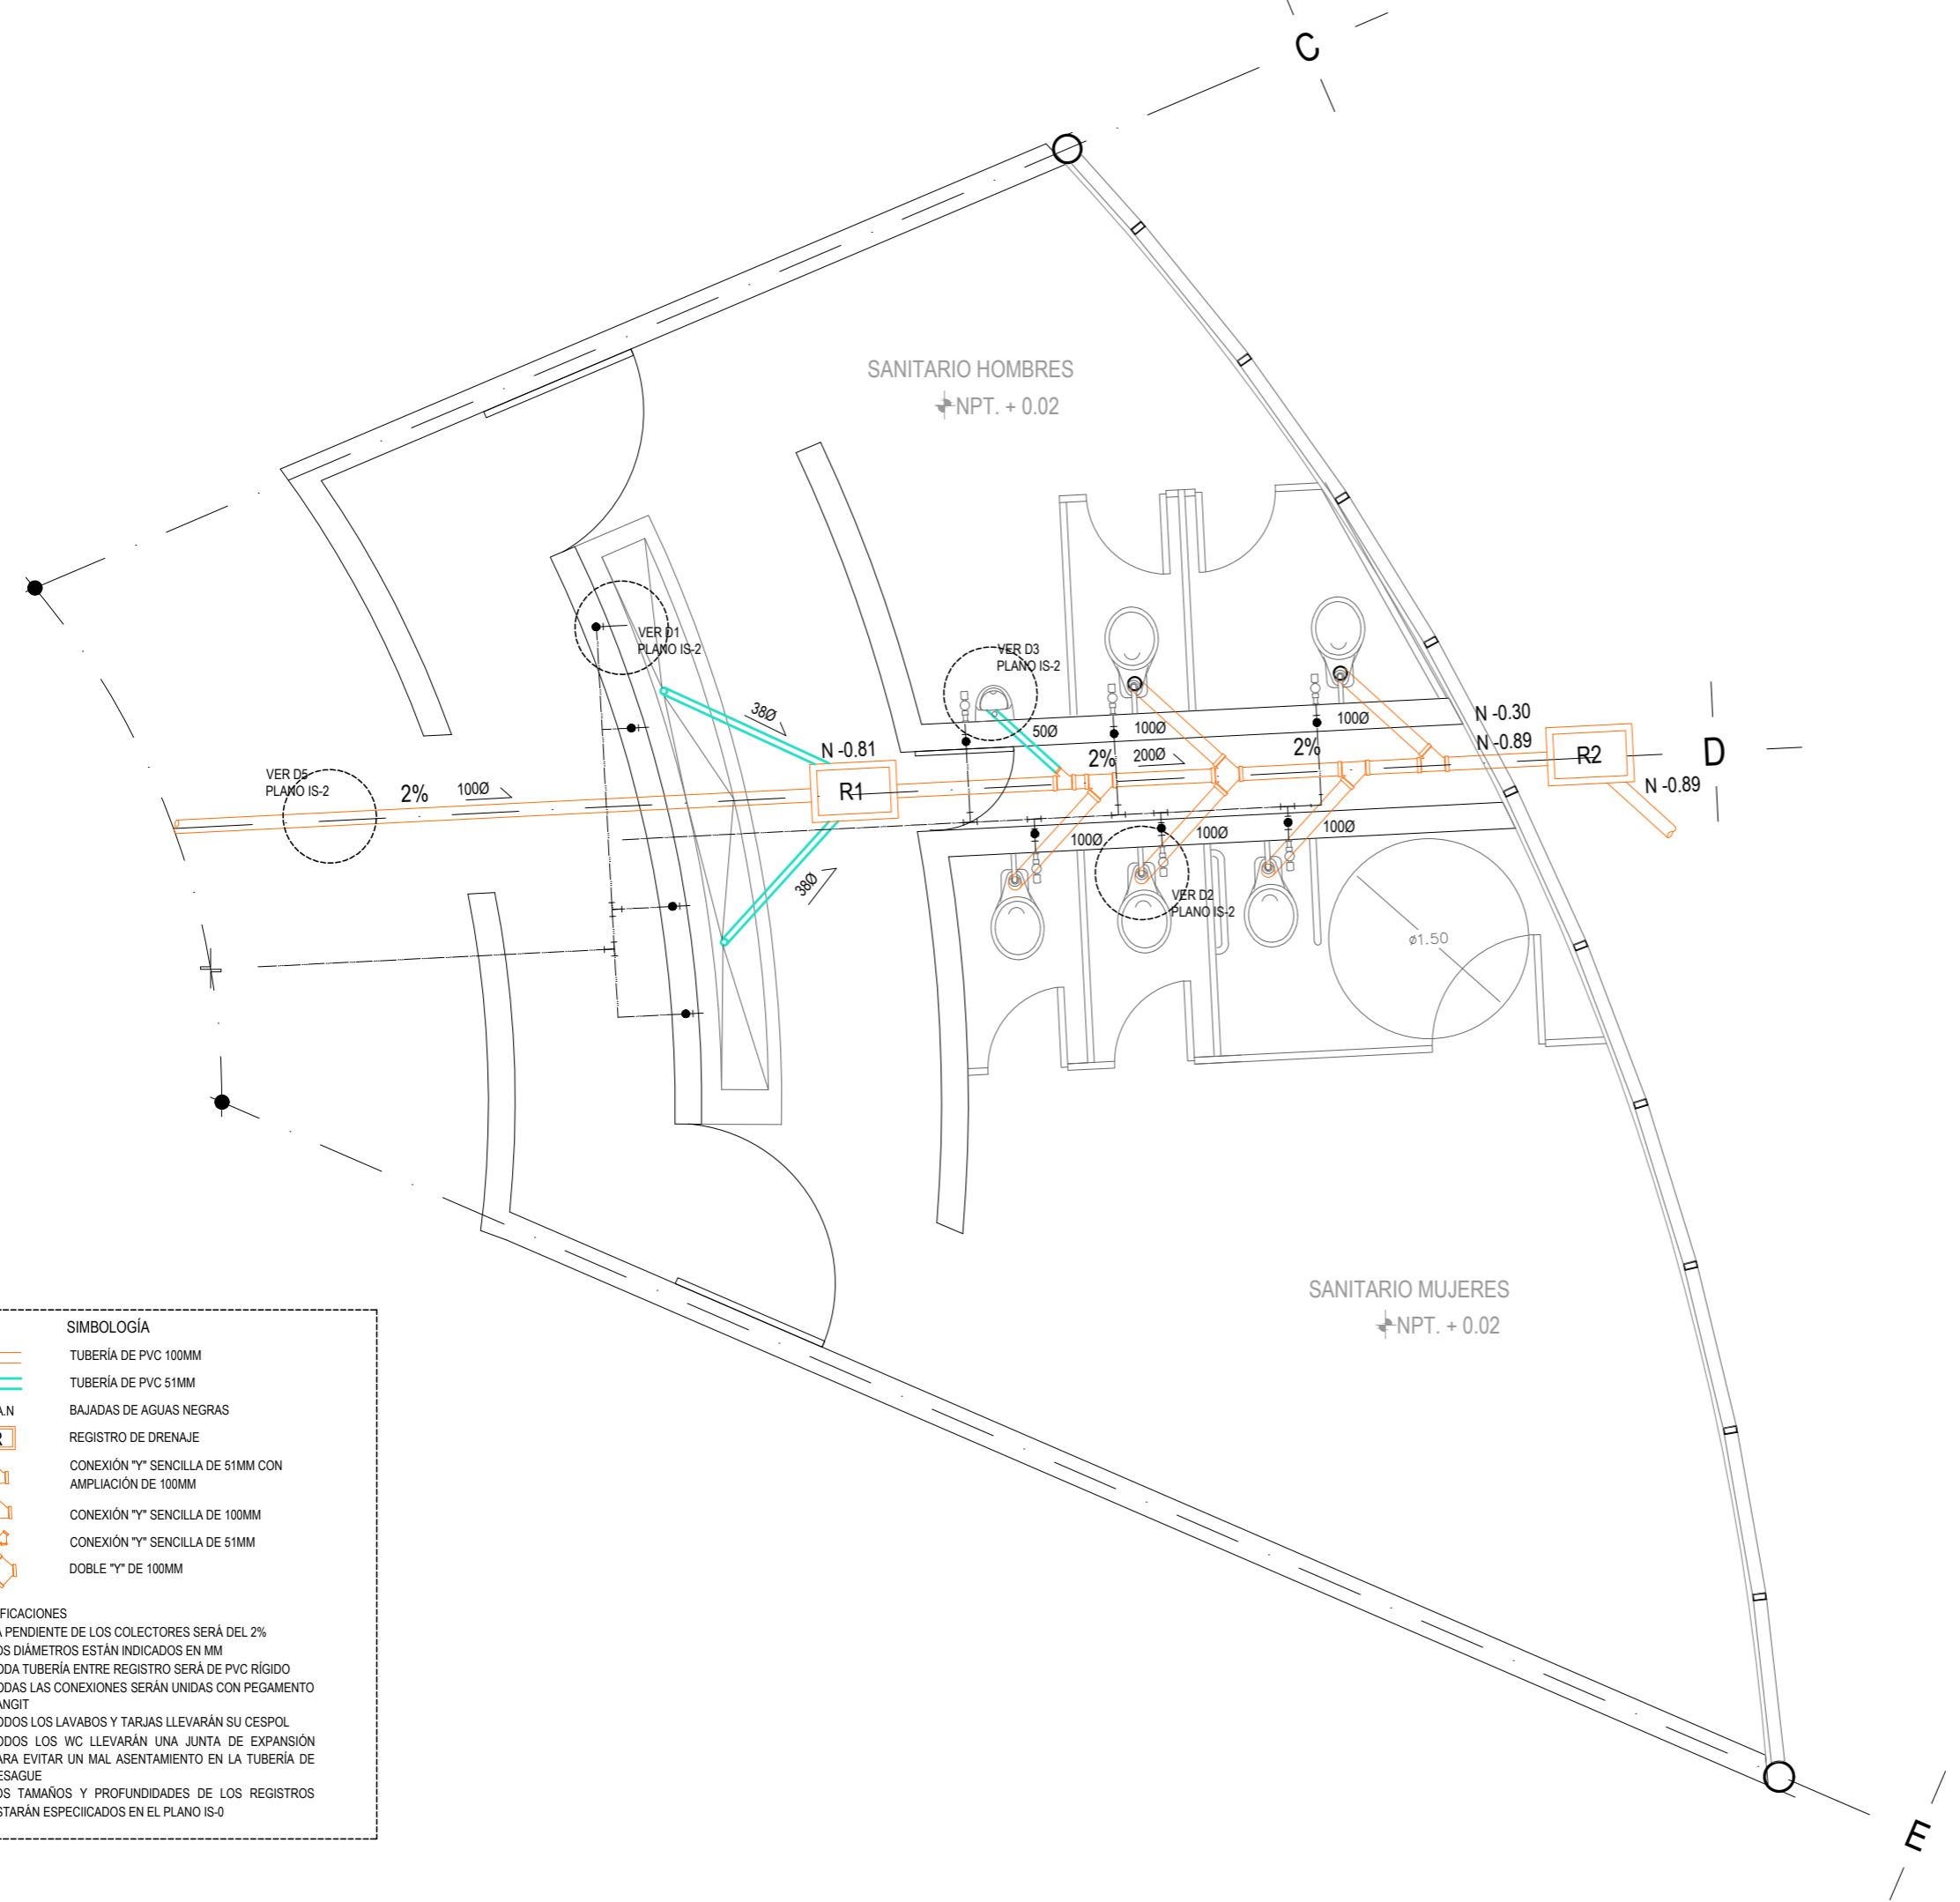 C
SANITARIO HOMBRES
NPT. + 0.02
VER D1
PLANO IS-2
VER D3
PLANO IS-2
38Ø
N -0.81
50Ø
100Ø
100Ø
N -0.30
2%
200Ø
2%
N -0.89
R2
D
VER D5
PLANO IS-2
2%
100Ø
R1
N -0.89
100Ø
100Ø
100Ø
38Ø
VER D2
PLANO IS-2
ø1.50
SANITARIO MUJERES
NPT. + 0.02
SIMBOLOGÍA
TUBERÍA DE PVC 100MM
TUBERÍA DE PVC 51MM
A.N BAJADAS DE AGUAS NEGRAS
REGISTRO DE DRENAJE
CONEXIÓN "Y" SENCILLA DE 51MM CON
AMPLIACIÓN DE 100MM
CONEXIÓN "Y" SENCILLA DE 100MM
CONEXIÓN "Y" SENCILLA DE 51MM
DOBLE "Y" DE 100MM
FICACIONES
A PENDIENTE DE LOS COLECTORES SERÁ DEL 2%
OS DIÁMETROS ESTÁN INDICADOS EN MM
ODA TUBERÍA ENTRE REGISTRO SERÁ DE PVC RÍGIDO
ODAS LAS CONEXIONES SERÁN UNIDAS CON PEGAMENTO
ANGIT
ODOS LOS LAVABOS Y TARJAS LLEVARÁN SU CESPOL
ODOS LOS WC LLEVARÁN UNA JUNTA DE EXPANSIÓN
ARA EVITAR UN MAL ASENTAMIENTO EN LA TUBERÍA DE
ESAGUE
OS TAMAÑOS Y PROFUNDIDADES DE LOS REGISTROS
STARÁN ESPECIICADOS EN EL PLANO IS-0
E